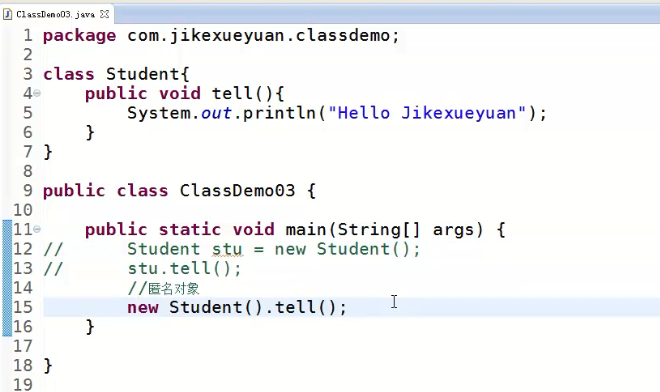 ClassDemo03.java
1 package com.jikexueyuan.classdemo;
2
3 class Student{
4     public void tell(){
5         System.out.println("Hello Jikexueyuan");
6     }
7 }
8
9 public class ClassDemo03 {
10
11     public static void main(String[] args) {
12 //      Student stu = new Student();
13 //      stu.tell();
14         //匿名对象
15         new Student().tell();
16     }
17
18 }
19